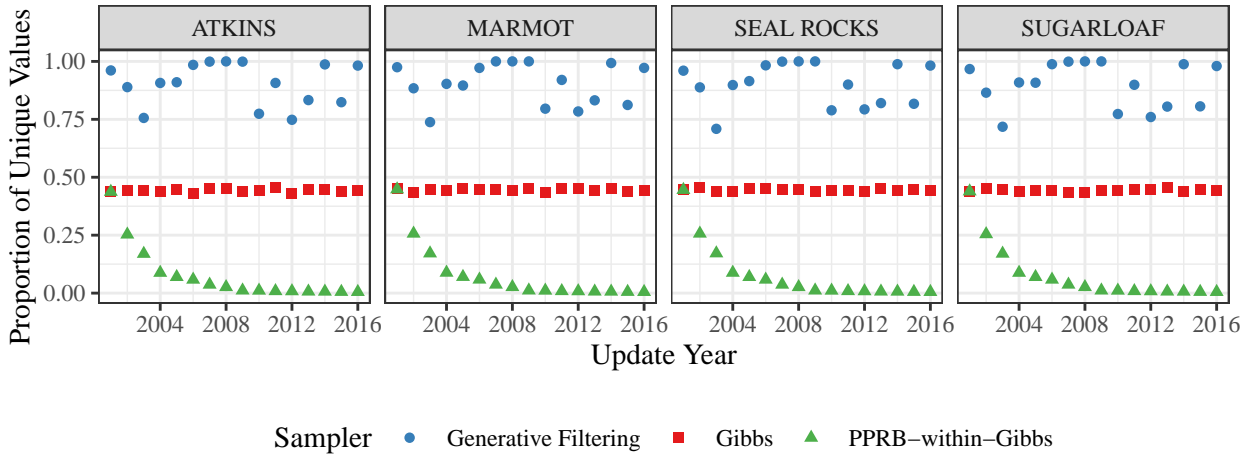 ATKINS MARMOT SEAL ROCKS SUGARLOAF
Proportion of Unique Values
1.00
0.75
0.50
0.25
0.00
2004 2008 2012 2016 2004 2008 2012 2016 2004 2008 2012 2016 2004 2008 2012 2016
Update Year
Sampler Generative Filtering Gibbs PPRB−within−Gibbs